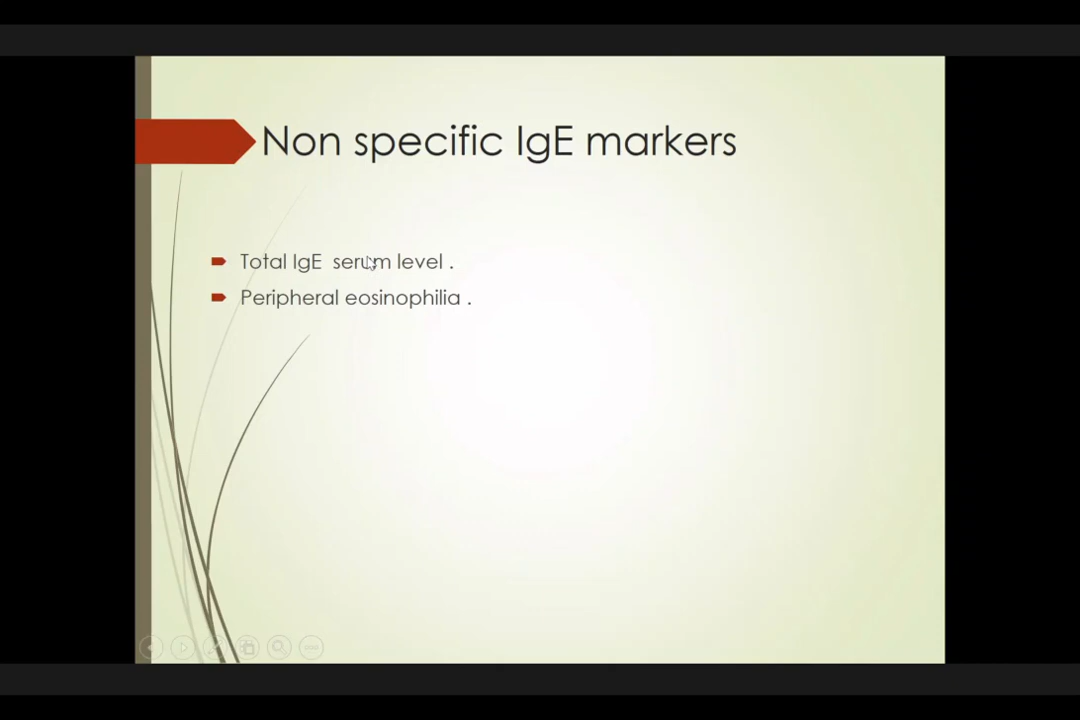 Non specific IgE markers
Total IgE  serum level .
Peripheral eosinophilia .